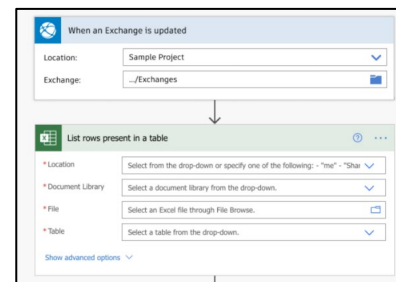 When an Exchange is updated
Location: Sample Project
Exchange: .../Exchanges
List rows present in a table
* Location Select from the drop-down or specify one of the following: - "me" - "Shar
* Document Library Select a document library from the drop-down.
* File Select an Excel file through File Browse.
* Table Select a table from the drop-down.
Show advanced options